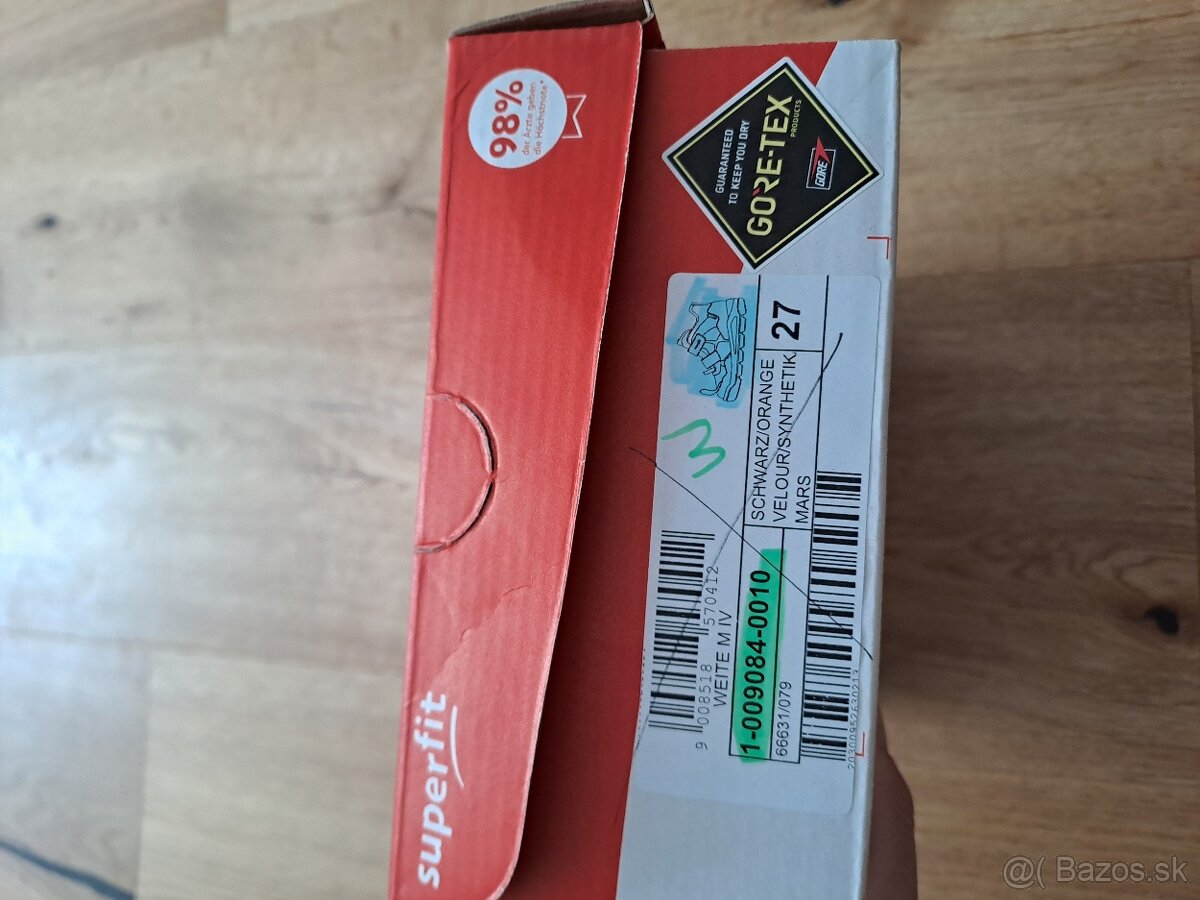 superfit
98%
der Ärzte geben
die Höchstnote*
GUARANTEED
TO KEEP YOU DRY
GORE-TEX
PRODUCTS
GORE
3
9 008518 570412
WEITE M IV
1-009084-0010
66631/079
SCHWARZ/ORANGE
VELOUR/SYNTHETIK
MARS
27
@( Bazos.sk